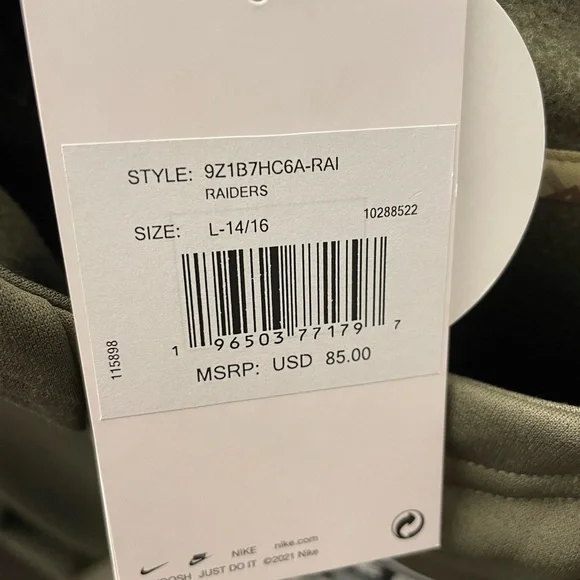 STYLE: 9Z1B7HC6A-RAI
RAIDERS
SIZE: L-14/16
10288522
1 96503 77179 7
115898
MSRP: USD 85.00
NIKE nike.com
JUST DO IT ©2021 Nike